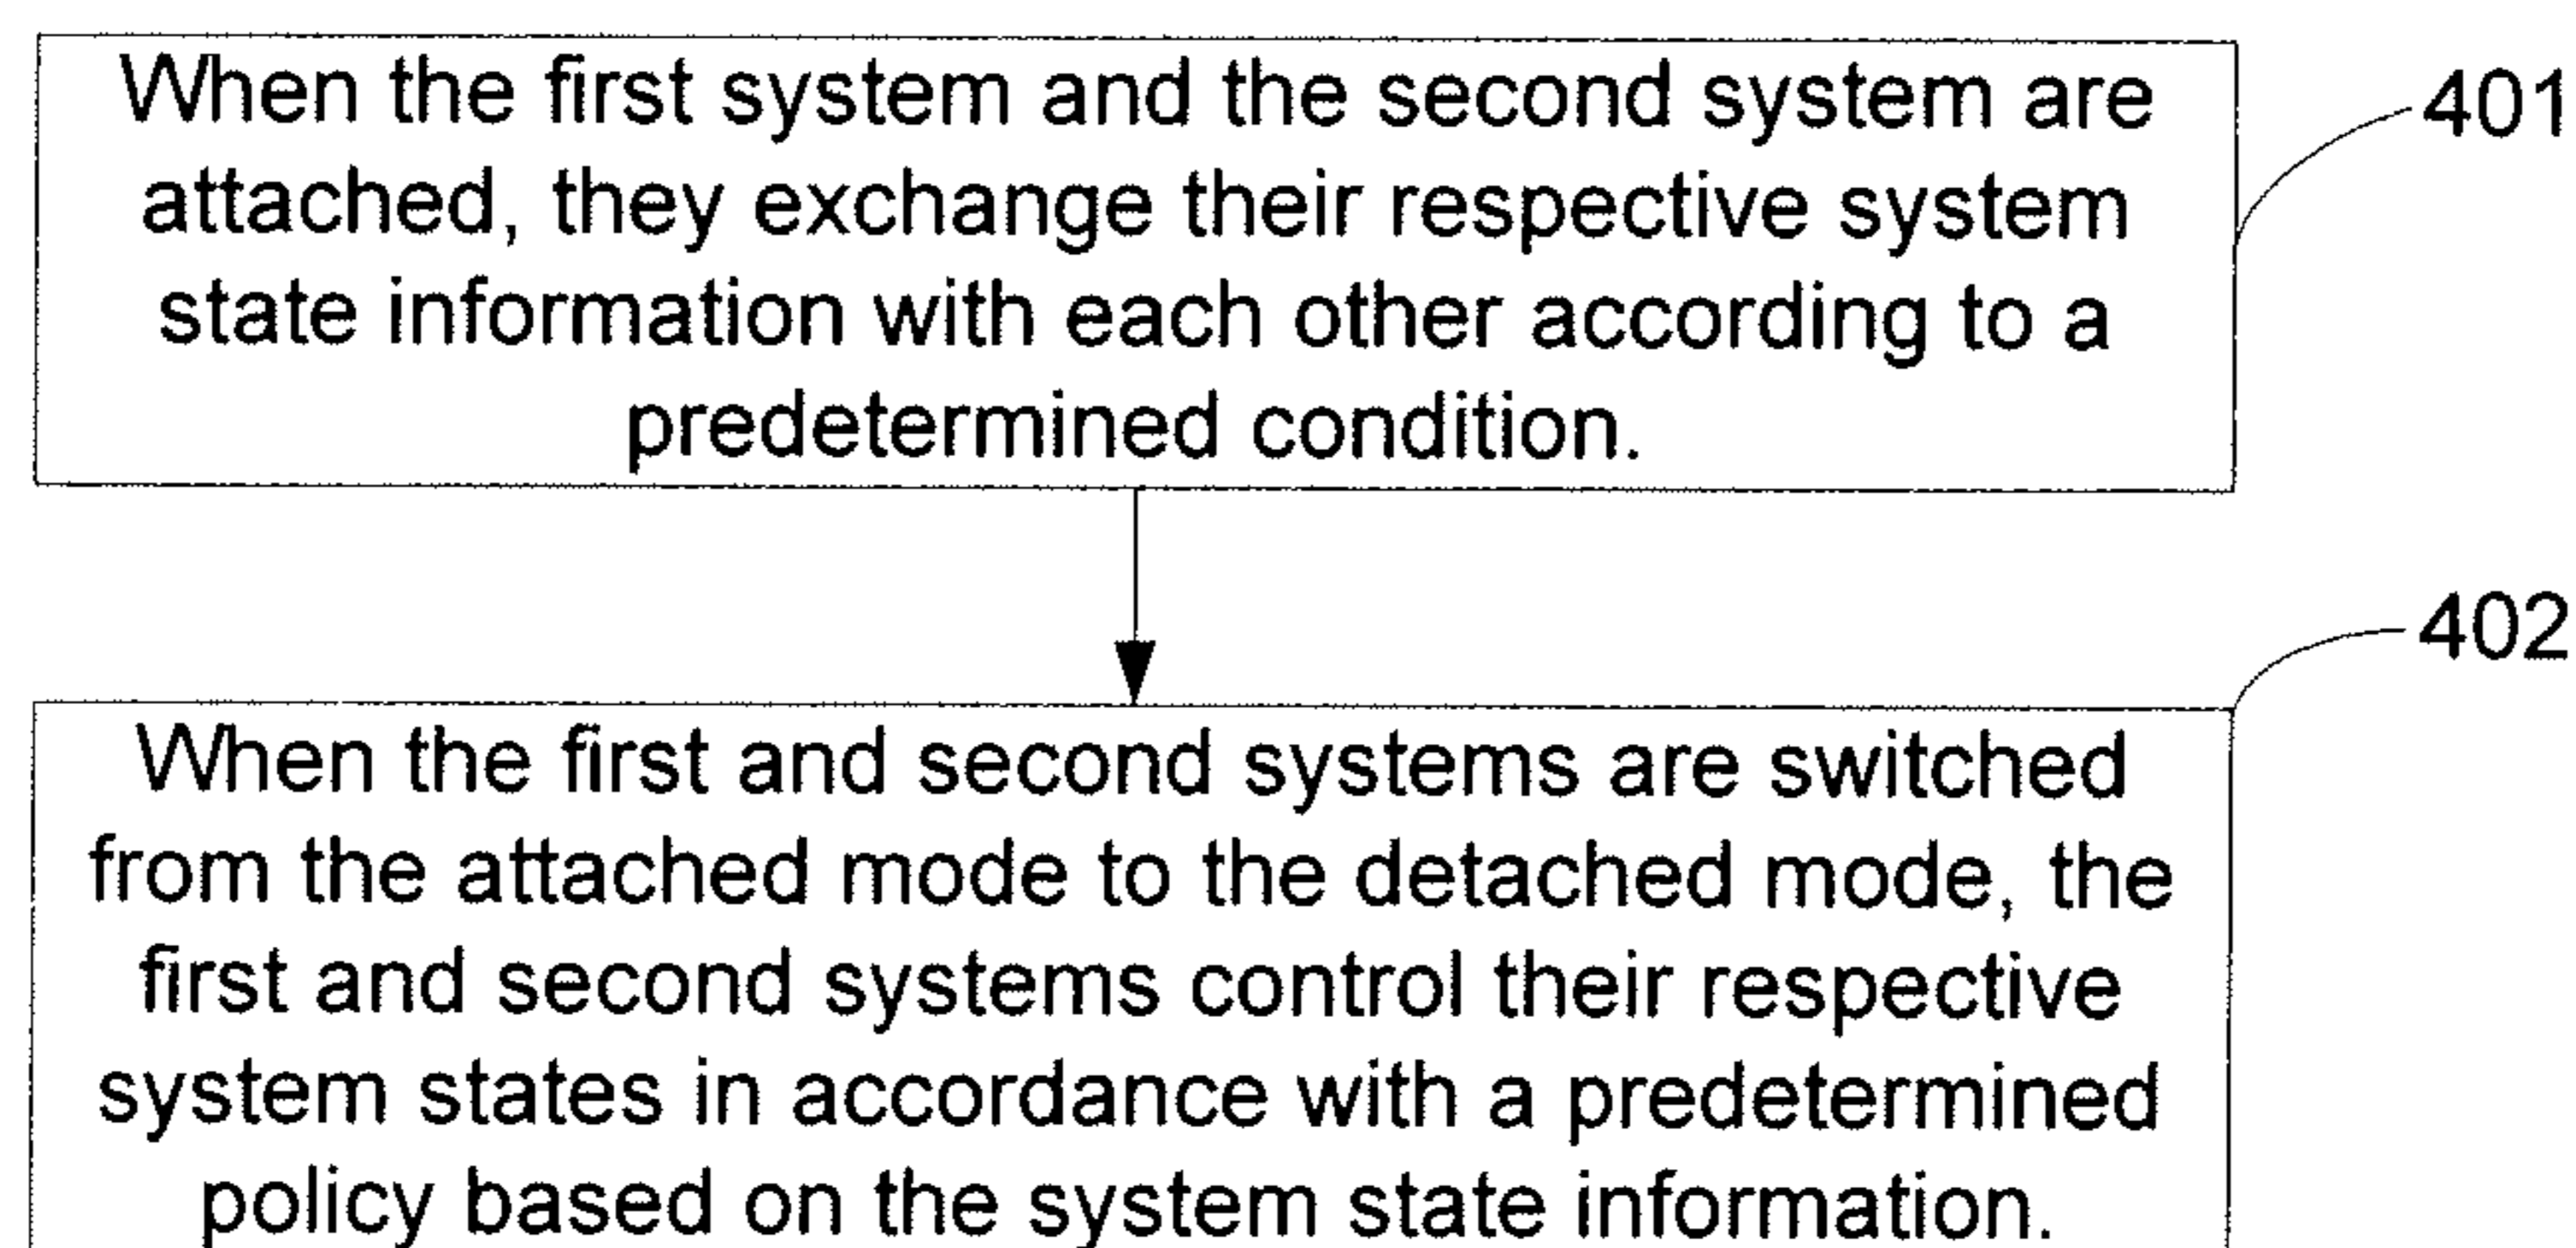 When the first system and the second system are
attached, they exchange their respective system
state information with each other according to a
predetermined condition.
401
402
When the first and second systems are switched
from the attached mode to the detached mode, the
first and second systems control their respective
system states in accordance with a predetermined
policy based on the system state information.